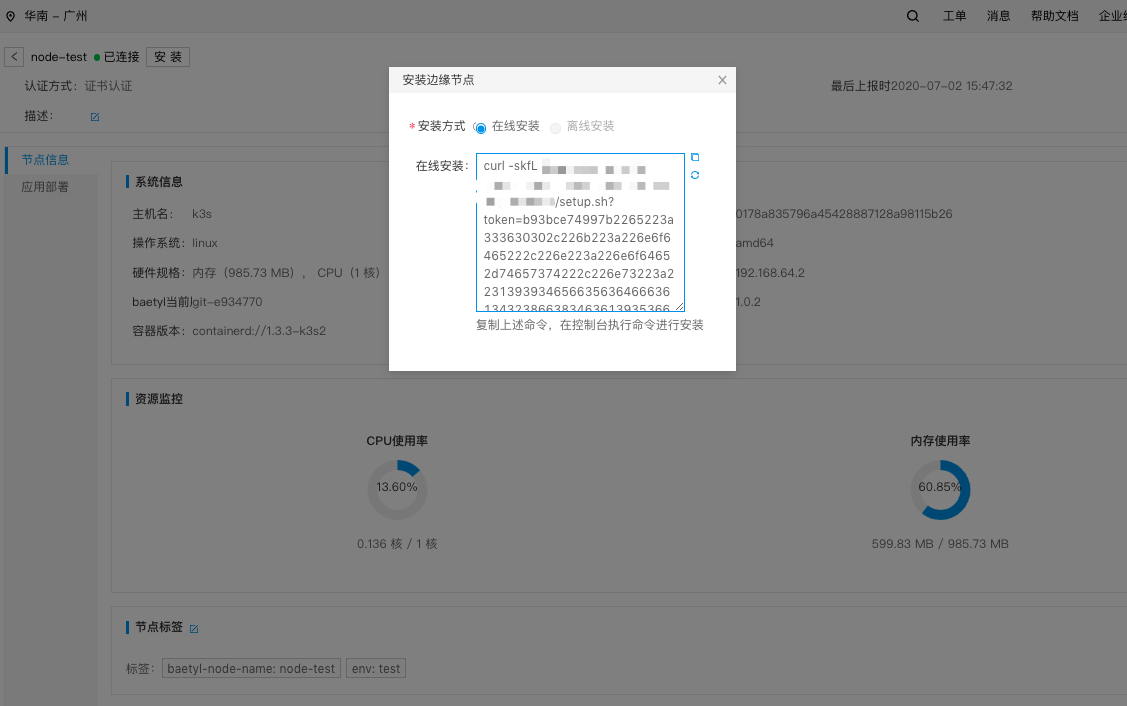 华南 - 广州
工单 消息 帮助文档
node-test 已连接 安 装
认证方式: 证书认证
最后上报时2020-07-02 15:47:32
描述:
安装边缘节点
* 安装方式 在线安装 离线安装
在线安装: curl -skfL
/setup.sh?
token=b93bce74997b2265223a
333630302c226b223a226e6f6
465222c226e223a226e6f6465
2d74657374222c226e73223a2
231393934656635636466636
134323866383463613935366
复制上述命令，在控制台执行命令进行安装
节点信息
应用部署
系统信息
主机名: k3s
0178a835796a45428887128a98115b26
操作系统: linux
amd64
硬件规格: 内存（985.73 MB）， CPU（1 核）
192.168.64.2
baetyl当前 git-e934770
1.0.2
容器版本: containerd://1.3.3-k3s2
资源监控
CPU使用率 内存使用率
13.60% 60.85%
0.136 核 / 1 核 599.83 MB / 985.73 MB
节点标签
标签: baetyl-node-name: node-test env: test